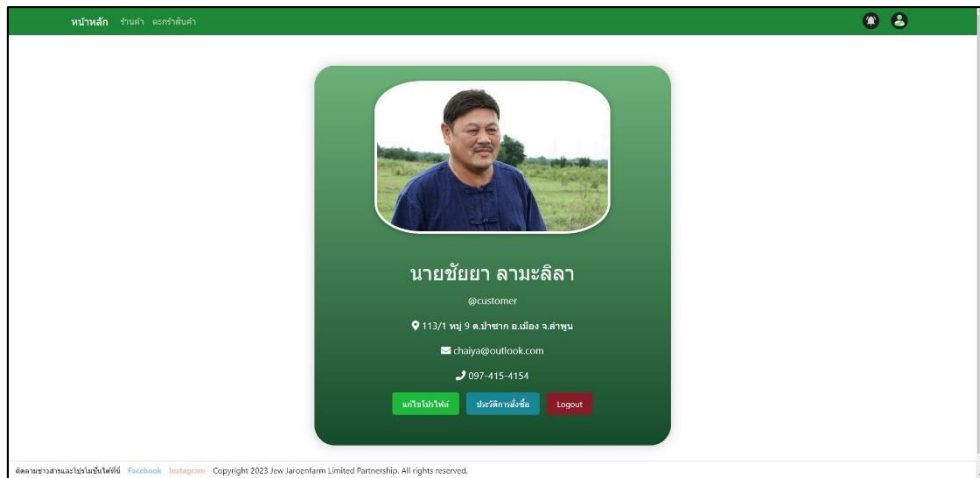 หน้าหลัก ร้านค้า ตะกร้าสินค้า
นายชัยยา ลามะลิลา
@customer
113/1 หมู่ 9 ต.ป่าซาก อ.เมือง จ.ลำพูน
chaiya@outlook.com
097-415-4154
แก้ไขโปรไฟล์ ประวัติการสั่งซื้อ Logout
ติดตามข่าวสารและโปรโมชั่นได้ที่นี่ Facebook Instagram Copyright 2023 Jew Jaroenfarm Limited Partnership. All rights reserved.